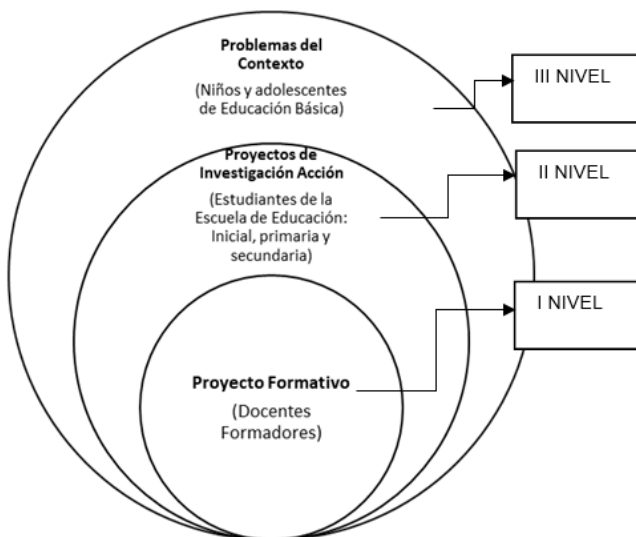 Problemas del
Contexto
(Niños y adolescentes
de Educación Básica)
III NIVEL
Proyectos de
Investigación Acción
(Estudiantes de la
Escuela de Educación:
Inicial, primaria y
secundaria)
II NIVEL
I NIVEL
Proyecto Formativo
(Docentes
Formadores)